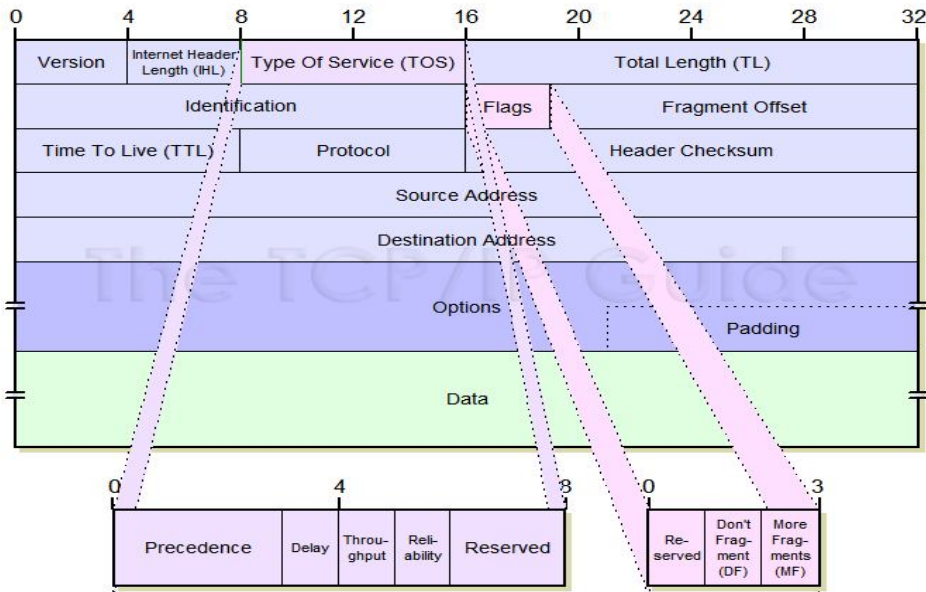 0 4 8 12 16 20 24 28 32
Version
Internet Header
Length (IHL)
Type Of Service (TOS)
Total Length (TL)
Identification
Flags
Fragment Offset
Time To Live (TTL)
Protocol
Header Checksum
Source Address
Destination Address
The TCP/IP Guide
Options
Padding
Data
0 4 8
Precedence
Delay
Throu-
ghput
Reli-
ability
Reserved
0 3
Re-
served
Don't
Frag-
ment
(DF)
More
Frag-
ments
(MF)